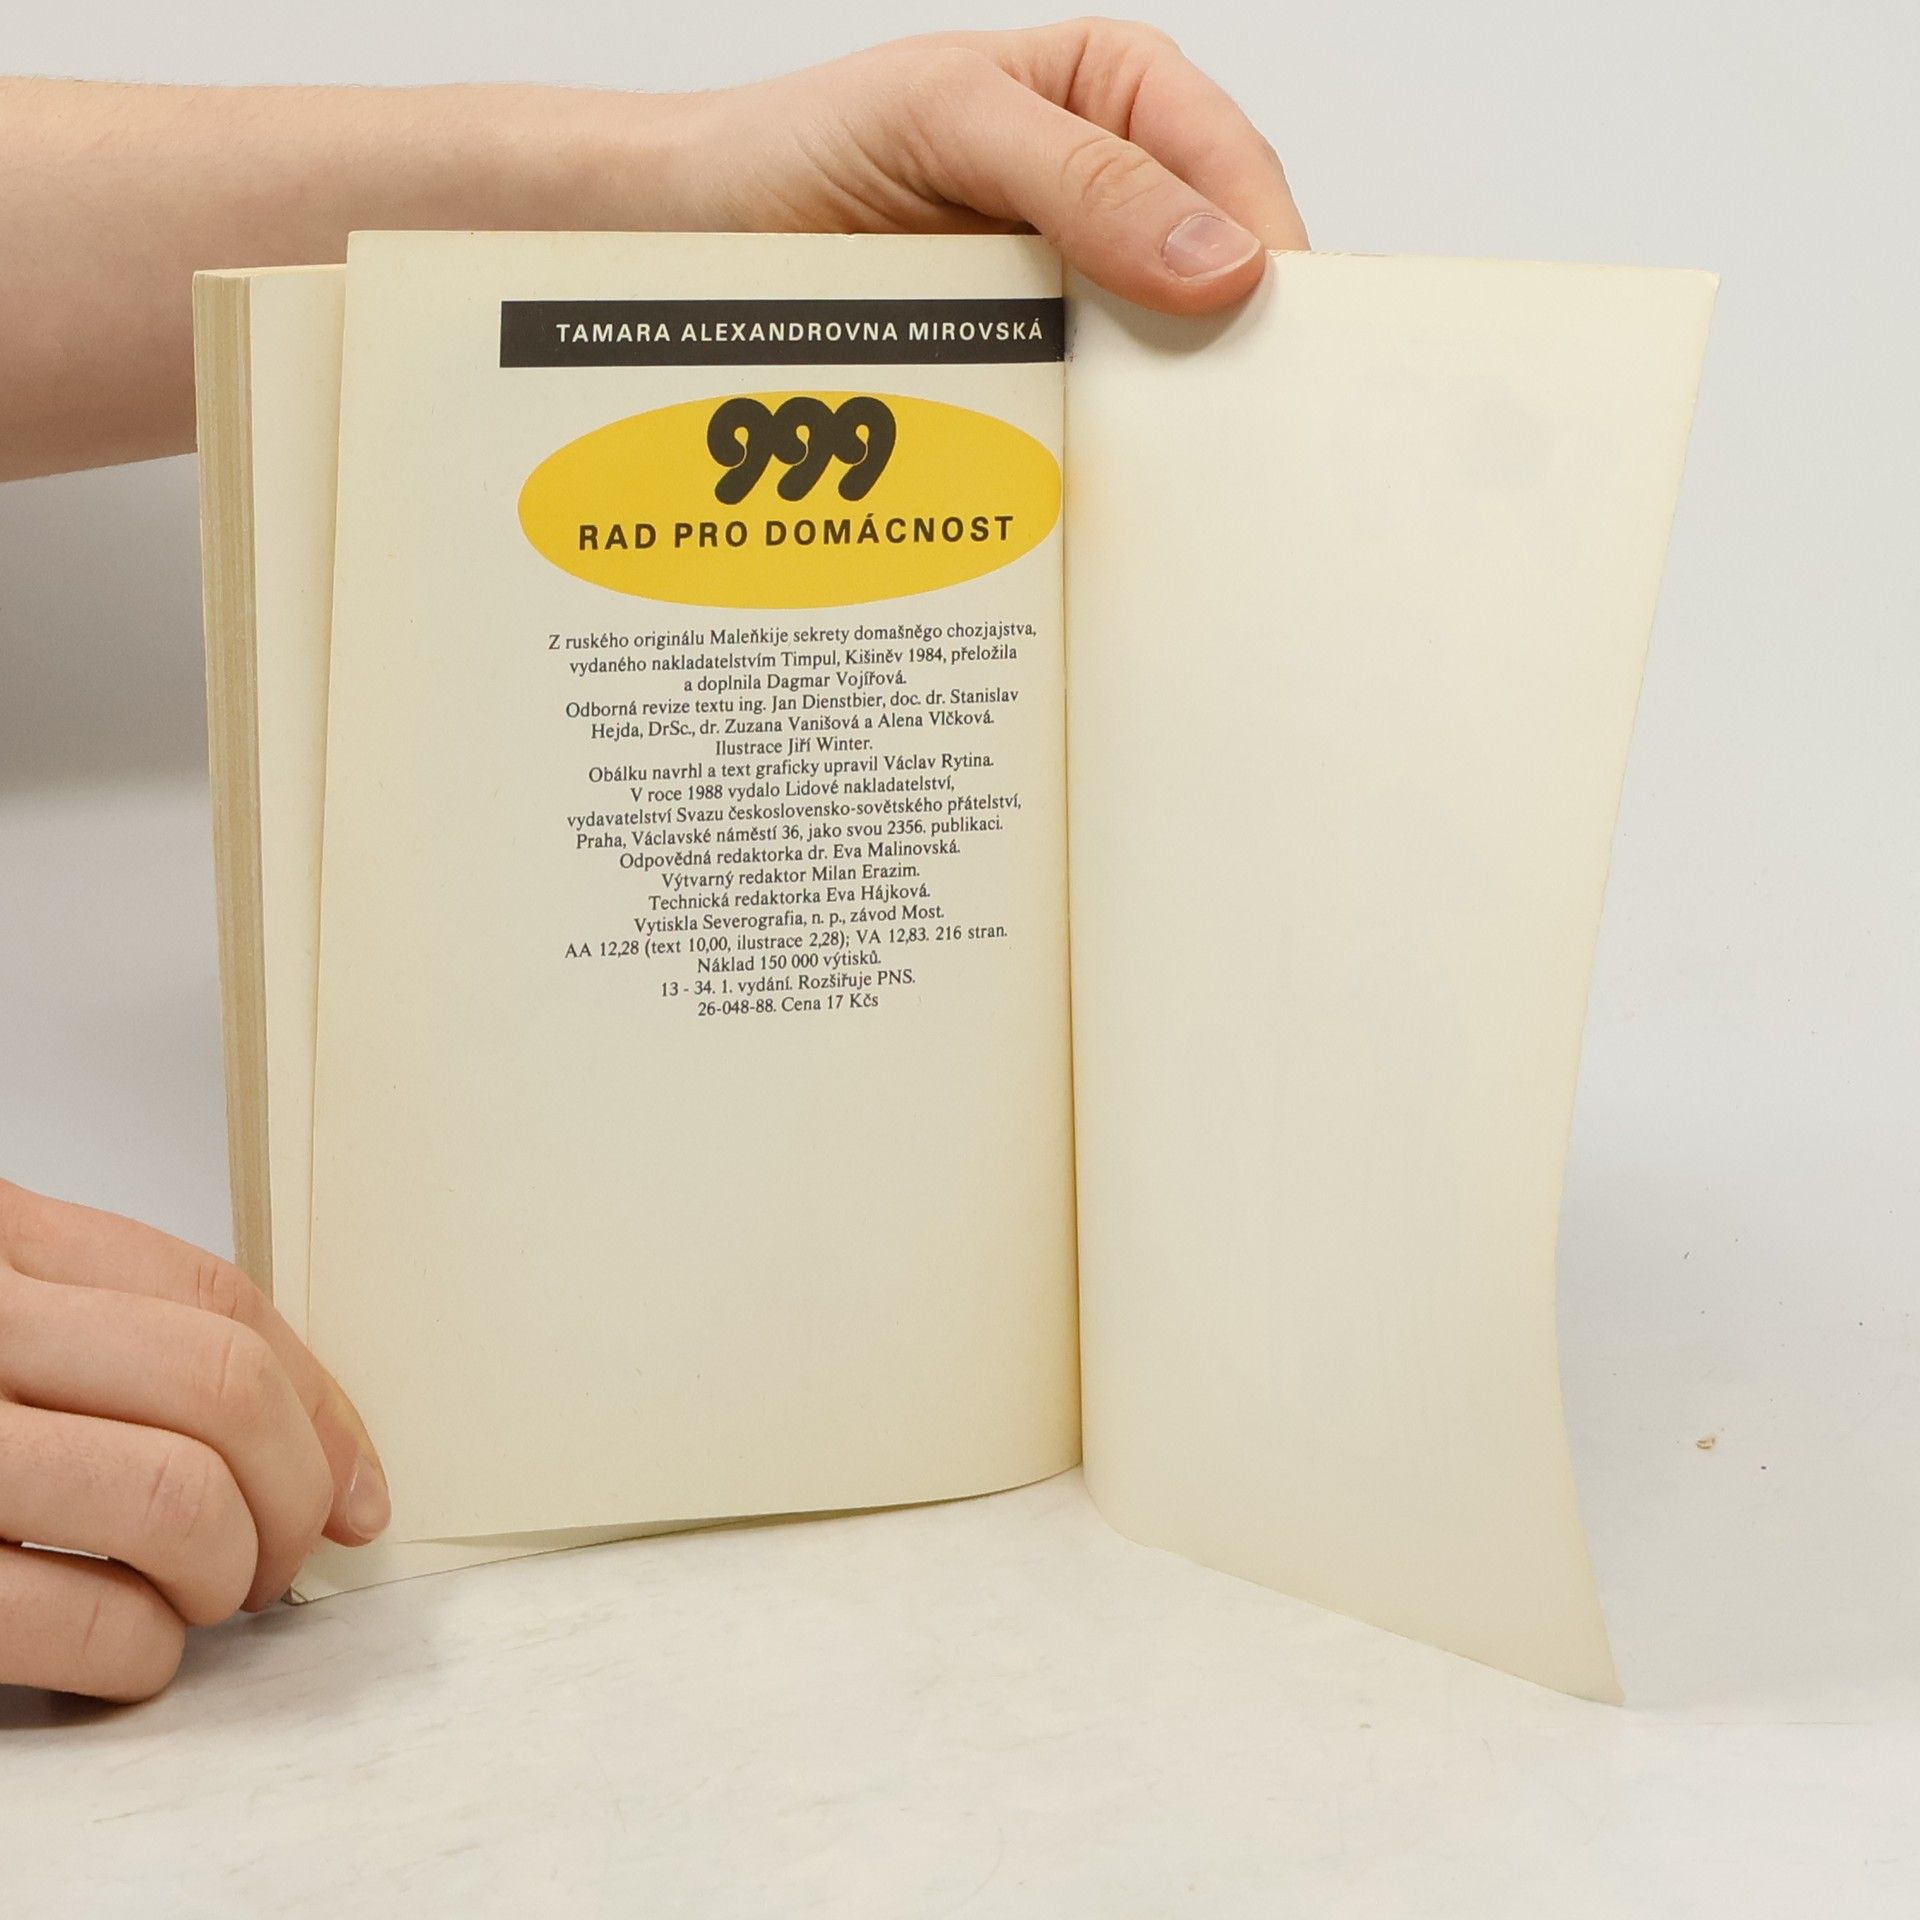 TAMARA ALEXANDROVNA MIROVSKÁ
999
RAD PRO DOMÁCNOST
Z ruského originálu Maleňkije sekrety domašněgo chozjajstva,
vydaného nakladatelstvím Timpul, Kišiněv 1984, přeložila
a doplnila Dagmar Vojířová.
Odborná revize textu ing. Jan Dienstbier, doc. dr. Stanislav
Hejda, DrSc., dr. Zuzana Vanišová a Alena Vlčková.
Ilustrace Jiří Winter.
Obálku navrhl a text graficky upravil Václav Rytina.
V roce 1988 vydalo Lidové nakladatelství,
vydavatelství Svazu československo-sovětského přátelství,
Praha, Václavské náměstí 36, jako svou 2356. publikaci.
Odpovědná redaktorka dr. Eva Malinovská.
Výtvarný redaktor Milan Erazim.
Technická redaktorka Eva Hájková.
Vytiskla Severografia, n. p., závod Most.
AA 12,28 (text 10,00, ilustrace 2,28); VA 12,83. 216 stran.
Náklad 150 000 výtisků.
13 - 34. 1. vydání. Rozšiřuje PNS.
26-048-88. Cena 17 Kčs